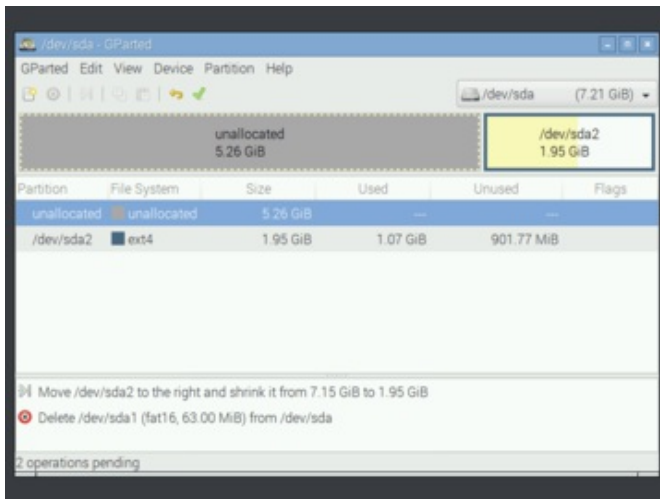 /dev/sda - GParted
GParted Edit View Device Partition Help
/dev/sda (7.21 GiB)
unallocated
5.26 GiB
/dev/sda2
1.95 GiB
Partition File System Size Used Unused Flags
unallocated unallocated 5.26 GiB --- ---
/dev/sda2 ext4 1.95 GiB 1.07 GiB 901.77 MiB
Move /dev/sda2 to the right and shrink it from 7.15 GiB to 1.95 GiB
Delete /dev/sda1 (fat16, 63.00 MiB) from /dev/sda
2 operations pending